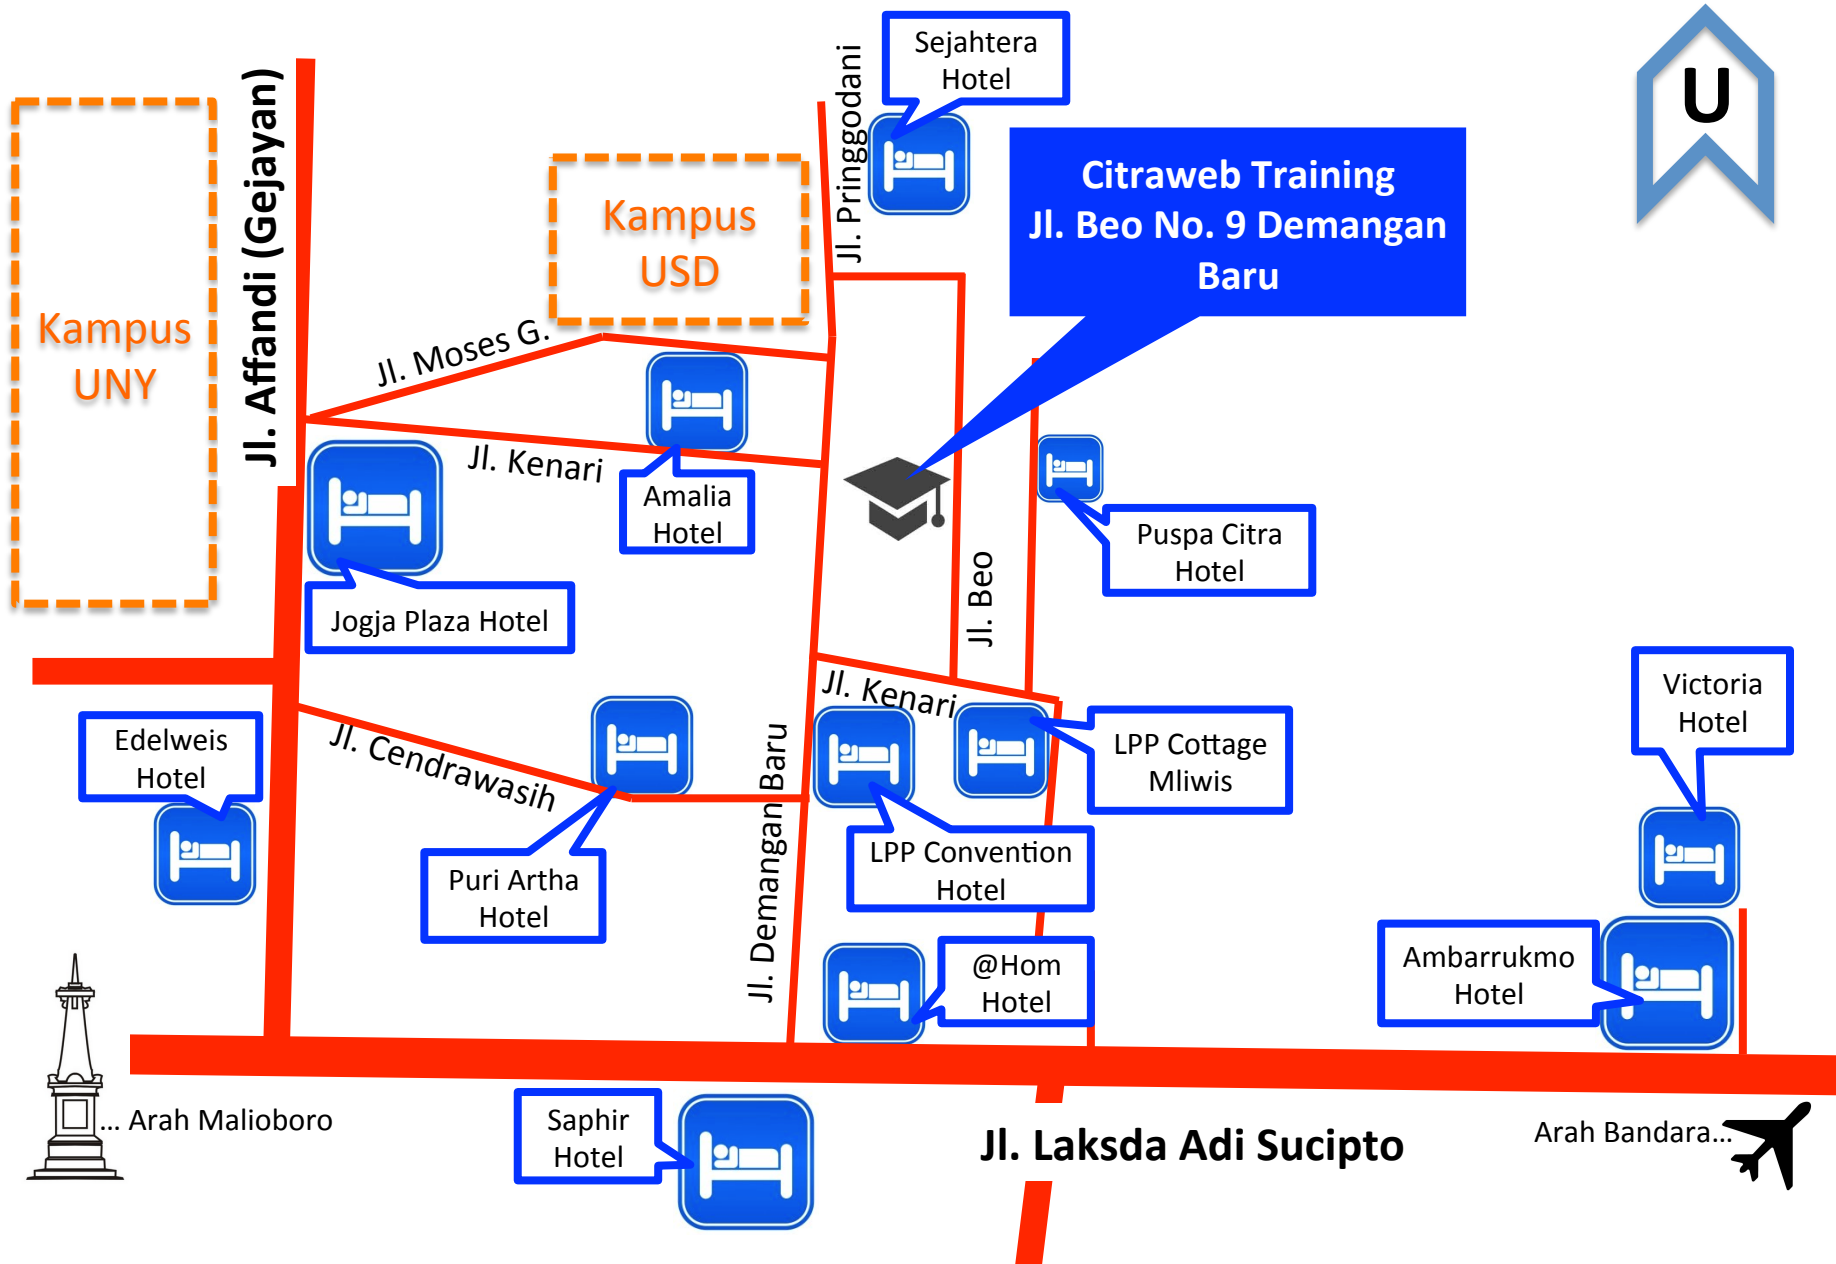 Sejahtera
Hotel
U
Jl. Affandi (Gejayan)
Jl. Pringgodani
Citraweb Training
Jl. Beo No. 9 Demangan
Baru
Kampus
USD
Kampus
UNY
Jl. Moses G.
Jl. Kenari
Amalia
Hotel
Puspa Citra
Hotel
Jl. Beo
Jogja Plaza Hotel
Jl. Kenari
Victoria
Hotel
Edelweis
Hotel
Jl. Cendrawasih
Jl. Demangan Baru
LPP Cottage
Mliwis
LPP Convention
Hotel
Puri Artha
Hotel
@Hom
Hotel
Ambarrukmo
Hotel
... Arah Malioboro
Saphir
Hotel
Jl. Laksda Adi Sucipto
Arah Bandara...